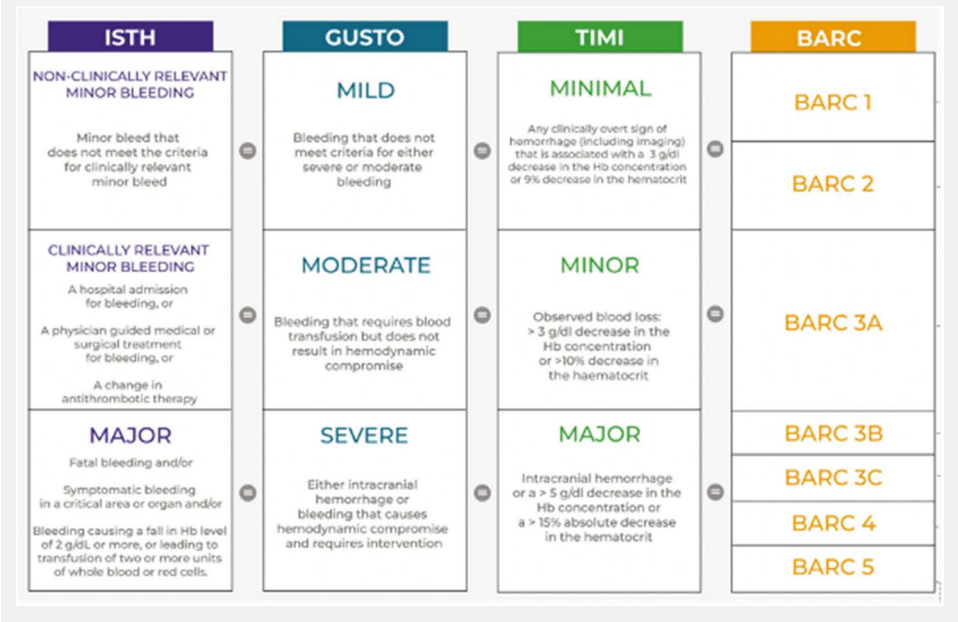 ISTH
NON-CLINICALLY RELEVANT
MINOR BLEEDING
Minor bleed that
does not meet the criteria
for clinically relevant
minor bleed
CLINICALLY RELEVANT
MINOR BLEEDING
A hospital admission
for bleeding, or
A physician guided medical or
surgical treatment
for bleeding, or
A change in
antithrombotic therapy
MAJOR
Fatal bleeding and/or
Symptomatic bleeding
in a critical area or organ and/or
Bleeding causing a fall in Hb level
of 2 g/dL or more, or leading to
transfusion of two or more units
of whole blood or red cells.
GUSTO
MILD
Bleeding that does not
meet criteria for either
severe or moderate
bleeding
MODERATE
Bleeding that requires blood
transfusion but does not
result in hemodynamic
compromise
SEVERE
Either intracranial
hemorrhage or
bleeding that causes
hemodynamic compromise
and requires intervention
TIMI
MINIMAL
Any clinically overt sign of
hemorrhage (including imaging)
that is associated with a 3 g/dl
decrease in the Hb concentration
or 9% decrease in the hematocrit
MINOR
Observed blood loss:
> 3 g/dl decrease in the
Hb concentration
or >10% decrease in
the haematocrit
MAJOR
Intracranial hemorrhage
or a > 5 g/dl decrease in the
Hb concentration or
a > 15% absolute decrease
in the hematocrit
BARC
BARC 1
BARC 2
BARC 3A
BARC 3B
BARC 3C
BARC 4
BARC 5